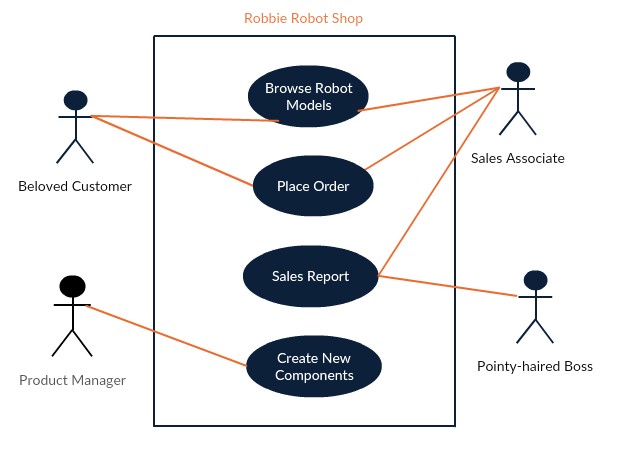 Robbie Robot Shop
Browse Robot
Models
Beloved Customer
Sales Associate
Place Order
Sales Report
Product Manager
Pointy-haired Boss
Create New
Components